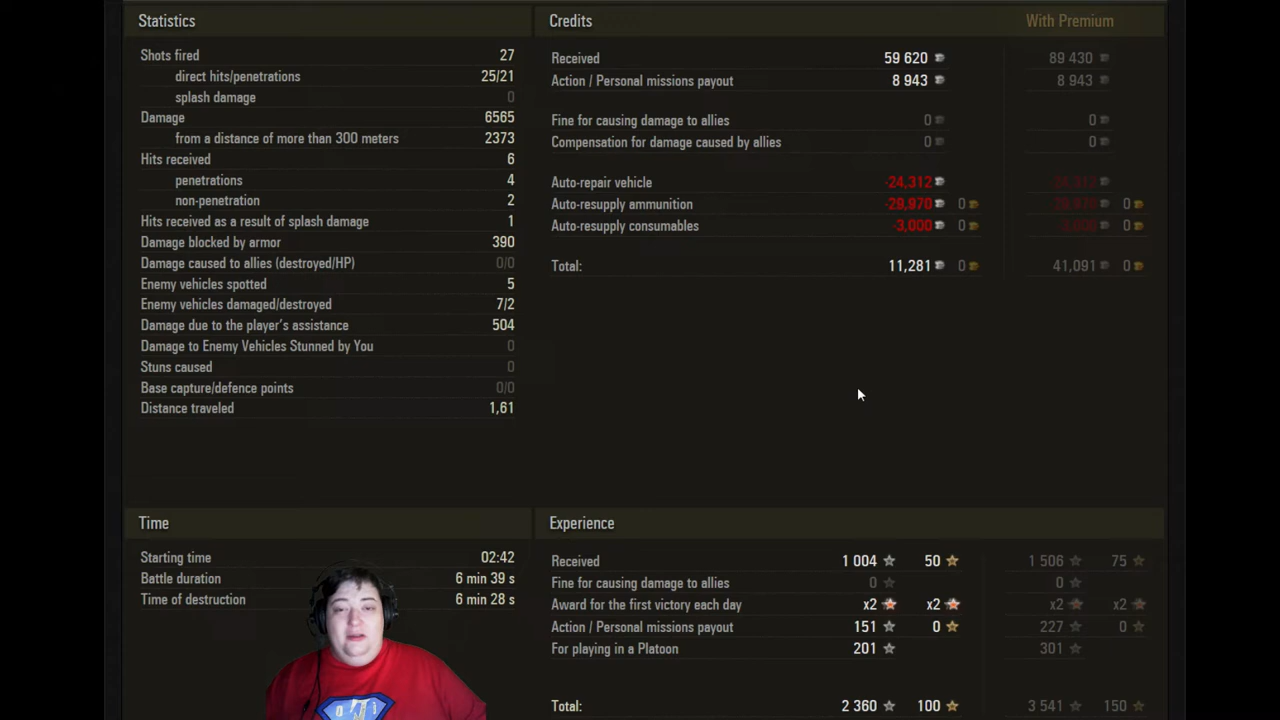 Statistics
Shots fired 27
direct hits/penetrations 25/21
splash damage 0
Damage 6565
from a distance of more than 300 meters 2373
Hits received 6
penetrations 4
non-penetration 2
Hits received as a result of splash damage 1
Damage blocked by armor 390
Damage caused to allies (destroyed/HP) 0/0
Enemy vehicles spotted 5
Enemy vehicles damaged/destroyed 7/2
Damage due to the player's assistance 504
Damage to Enemy Vehicles Stunned by You 0
Stuns caused 0
Base capture/defence points 0/0
Distance traveled 1,61
Credits With Premium
Received 59 620 89 430
Action / Personal missions payout 8 943 8 943
Fine for causing damage to allies 0 0
Compensation for damage caused by allies 0 0
Auto-repair vehicle -24,312 -24,312
Auto-resupply ammunition -29,970 0 -29,970 0
Auto-resupply consumables -3,000 0 -3,000 0
Total: 11,281 0 41,091 0
Time
Starting time 02:42
Battle duration 6 min 39 s
Time of destruction 6 min 28 s
Experience
Received 1 004 50 1 506 75
Fine for causing damage to allies 0 0
Award for the first victory each day x2 x2 x2 x2
Action / Personal missions payout 151 0 227 0
For playing in a Platoon 201 301
Total: 2 360 100 3 541 150